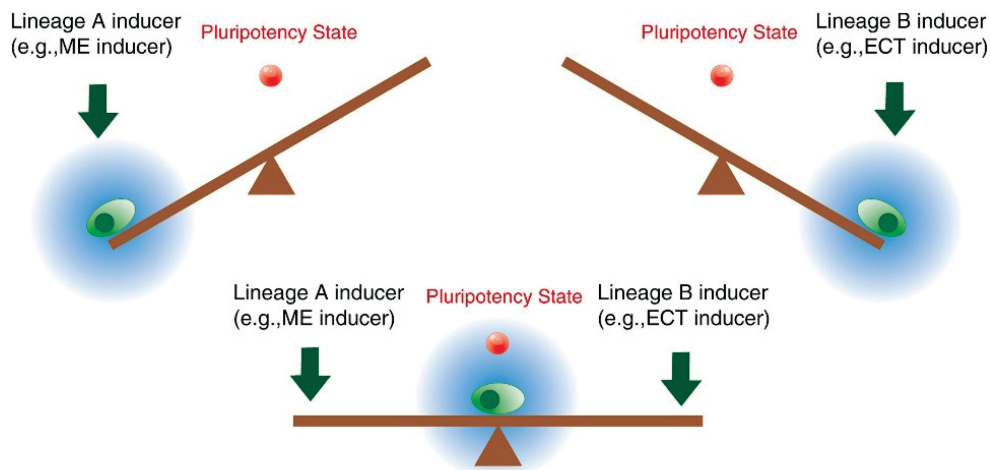 Lineage A inducer
(e.g.,ME inducer)
Pluripotency State
Pluripotency State
Lineage B inducer
(e.g.,ECT inducer)
Lineage A inducer
(e.g.,ME inducer)
Pluripotency State
Lineage B inducer
(e.g.,ECT inducer)